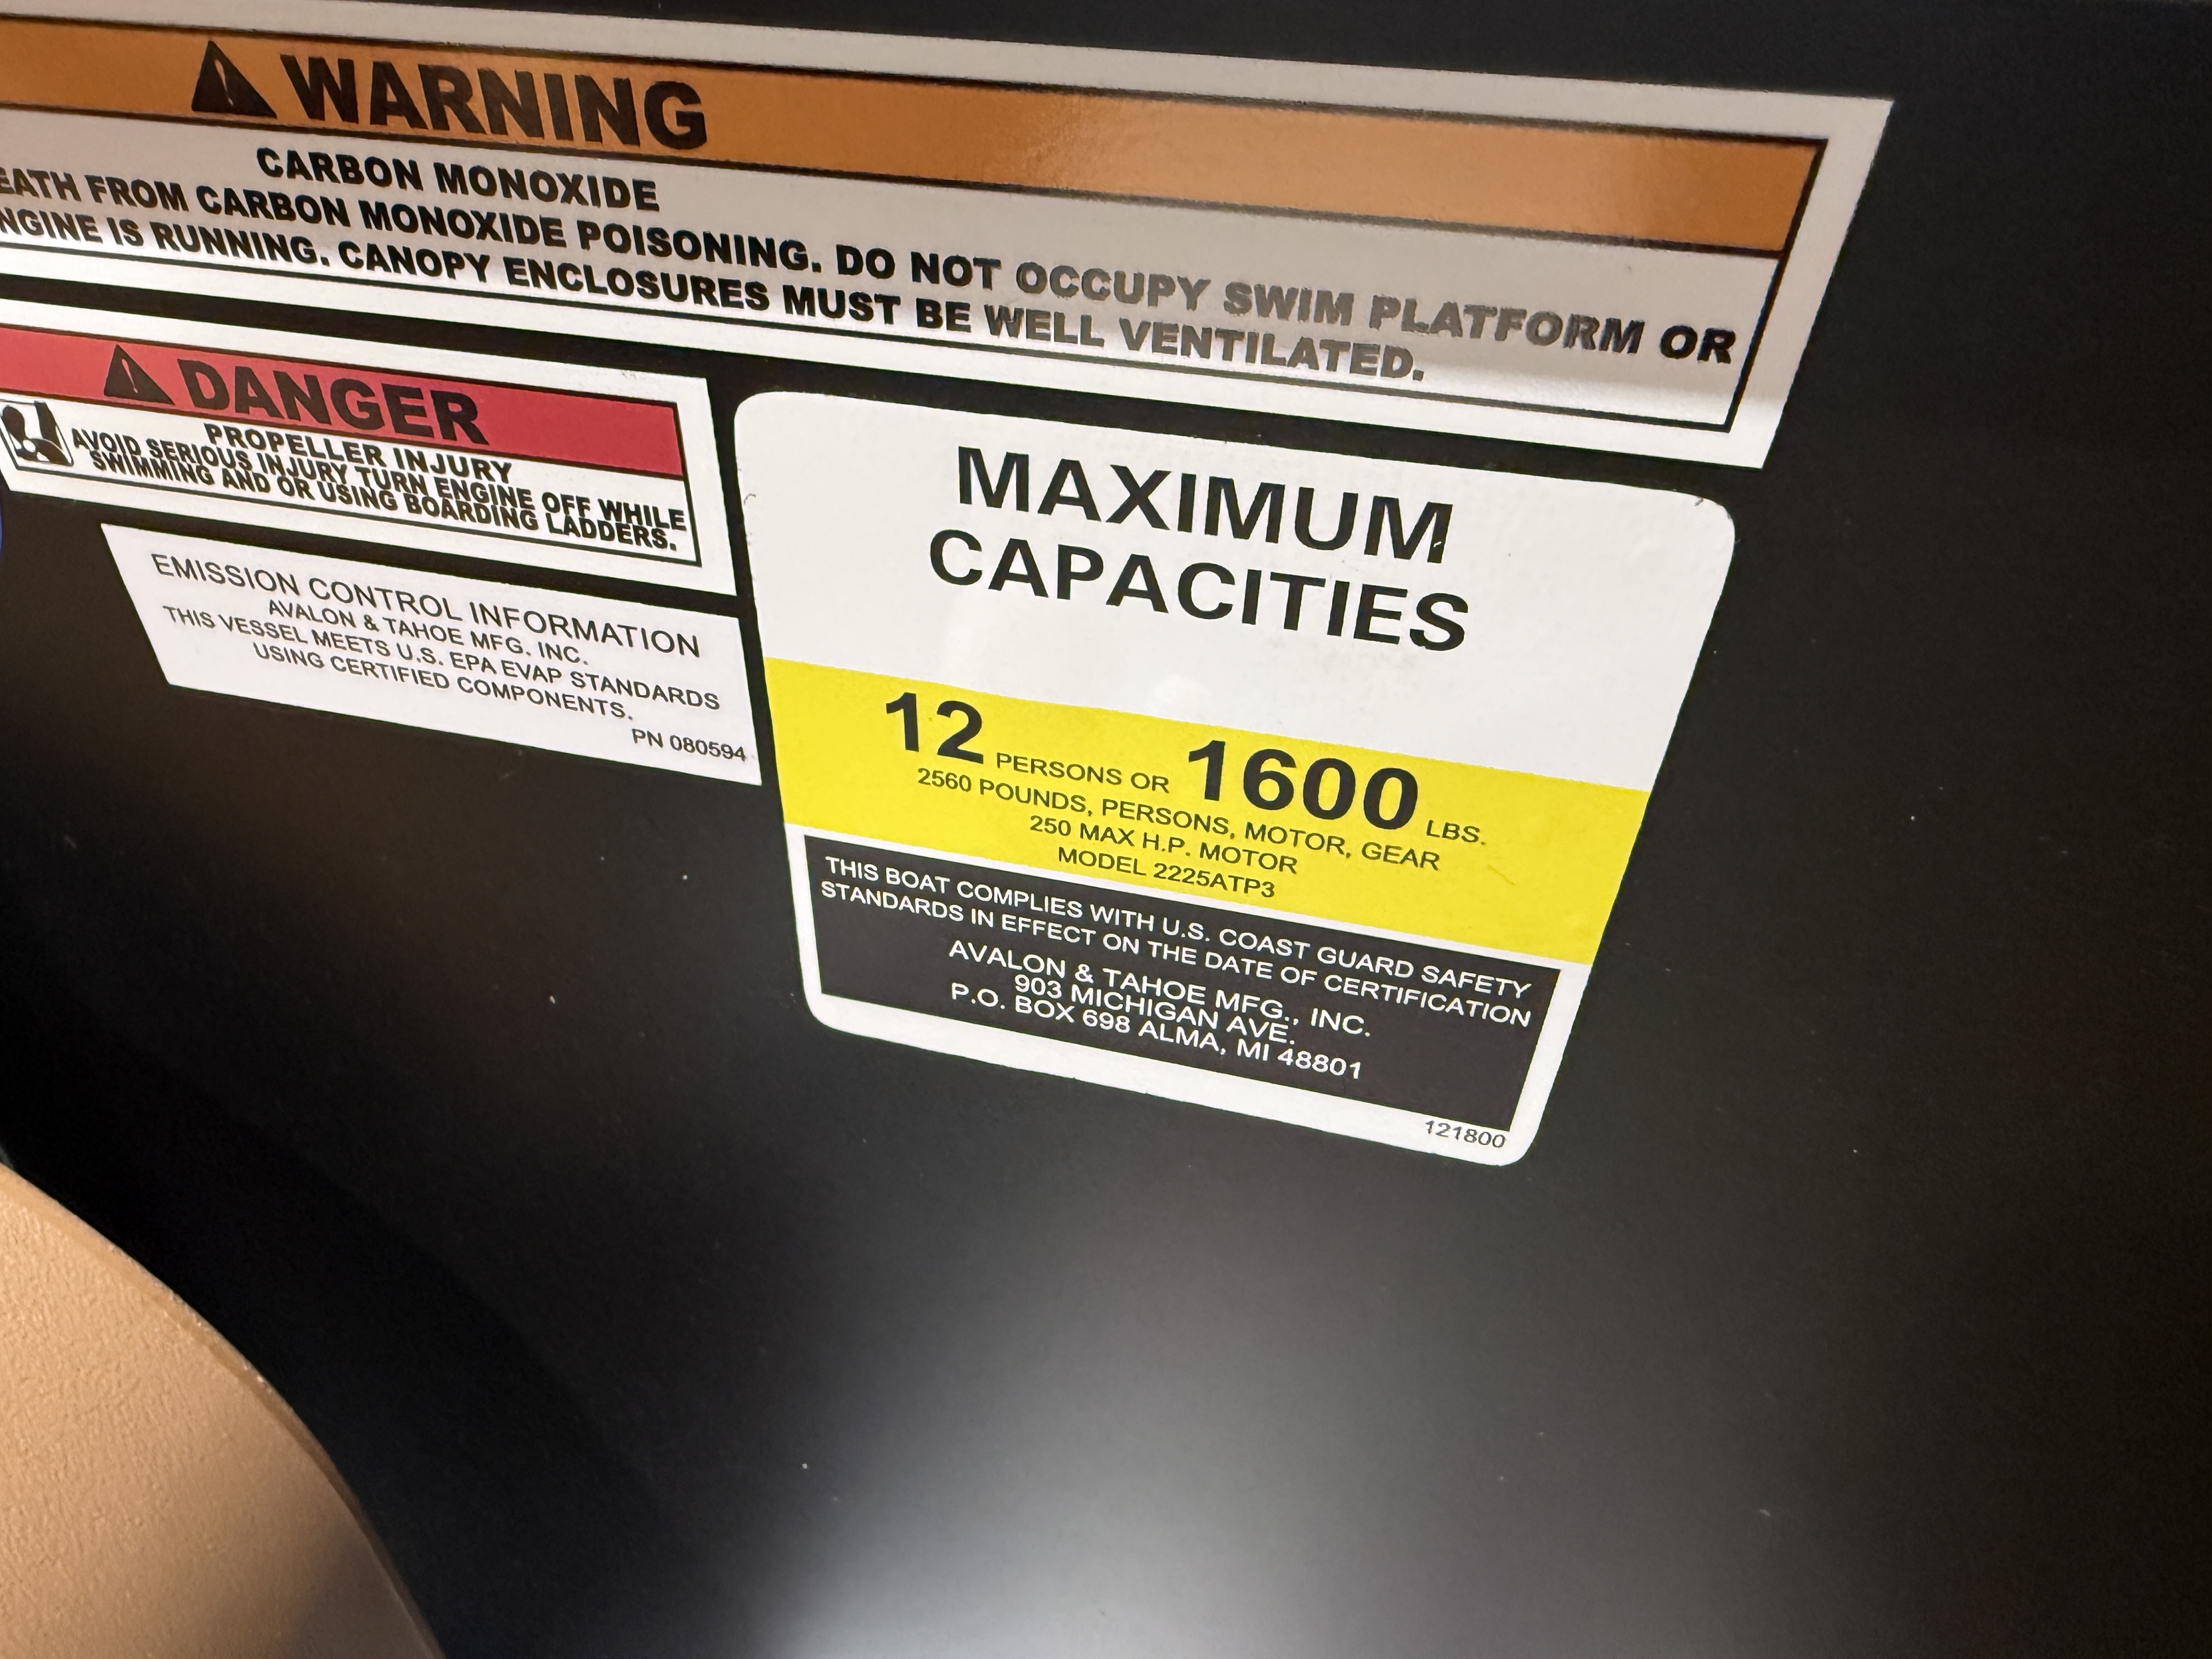 WARNING
CARBON MONOXIDE
FROM CARBON MONOXIDE POISONING. DO NOT OCCUPY SWIM PLATFORM OR
IS RUNNING. CANOPY ENCLOSURES MUST BE WELL VENTILATED.
DANGER
PROPELLER INJURY
AVOID SERIOUS INJURY TURN ENGINE OFF WHILE
SWIMMING AND OR USING BOARDING LADDERS.
EMISSION CONTROL INFORMATION
AVALON & TAHOE MFG. INC.
THIS VESSEL MEETS U.S. EPA EVAP STANDARDS
USING CERTIFIED COMPONENTS.
PN 080594
MAXIMUM
CAPACITIES
12 PERSONS OR 1600 LBS.
2560 POUNDS, PERSONS, MOTOR, GEAR
250 MAX H.P. MOTOR
MODEL 2225ATP3
THIS BOAT COMPLIES WITH U.S. COAST GUARD SAFETY
STANDARDS IN EFFECT ON THE DATE OF CERTIFICATION
AVALON & TAHOE MFG., INC.
903 MICHIGAN AVE.
P.O. BOX 698 ALMA, MI 48801
121800